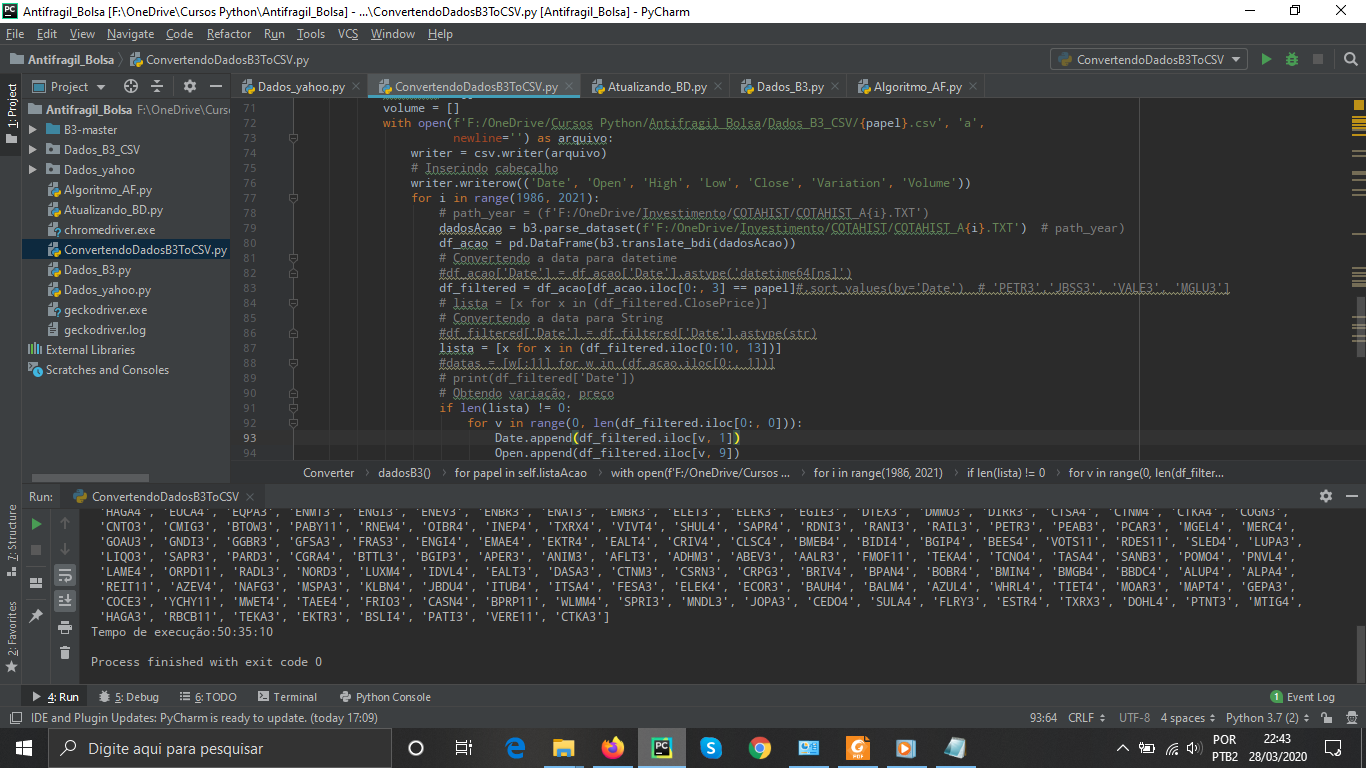 Antifragil_Bolsa [F:\OneDrive\Cursos Python\Antifragil_Bolsa] - ...\ConvertendoDadosB3ToCSV.py [Antifragil_Bolsa] - PyCharm
File Edit View Navigate Code Refactor Run Tools VCS Window Help
Antifragil_Bolsa ConvertendoDadosB3ToCSV.py
ConvertendoDadosB3ToCSV
1: Project
Project
Dados_yahoo.py ConvertendoDadosB3ToCSV.py Atualizando_BD.py Dados_B3.py Algoritmo_AF.py
Antifragil_Bolsa F:\OneDrive\Curs
B3-master
Dados_B3_CSV
Dados_yahoo
Algoritmo_AF.py
Atualizando_BD.py
chromedriver.exe
ConvertendoDadosB3ToCSV.py
Dados_B3.py
Dados_yahoo.py
geckodriver.exe
geckodriver.log
External Libraries
Scratches and Consoles
71 volume = []
72 with open(f'F:/OneDrive/Cursos Python/Antifragil_Bolsa/Dados_B3_CSV/{papel}.csv', 'a',
73 newline='') as arquivo:
74 writer = csv.writer(arquivo)
75 # Inserindo cabeçalho
76 writer.writerow(('Date', 'Open', 'High', 'Low', 'Close', 'Variation', 'Volume'))
77 for i in range(1986, 2021):
78 # path_year = (f'F:/OneDrive/Investimento/COTAHIST/COTAHIST_A{i}.TXT')
79 dadosAcao = b3.parse_dataset(f'F:/OneDrive/Investimento/COTAHIST/COTAHIST_A{i}.TXT') # path_year)
80 df_acao = pd.DataFrame(b3.translate_bdi(dadosAcao))
81 # Convertendo a data para datetime
82 #df_acao['Date'] = df_acao['Date'].astype('datetime64[ns]')
83 df_filtered = df_acao[df_acao.iloc[0:, 3] == papel]#.sort_values(by='Date') # 'PETR3','JBSS3', 'VALE3', 'MGLU3']
84 # lista = [x for x in (df_filtered.ClosePrice)]
85 # Convertendo a data para String
86 #df_filtered['Date'] = df_filtered['Date'].astype(str)
87 lista = [x for x in (df_filtered.iloc[0:10, 13])]
88 #datas = [w[:11] for w in (df_acao.iloc[0:, 1])]
89 # print(df_filtered['Date'])
90 # Obtendo variação, preço
91 if len(lista) != 0:
92 for v in range(0, len(df_filtered.iloc[0:, 0])):
93 Date.append(df_filtered.iloc[v, 1])
94 Open.append(df_filtered.iloc[v, 9])
Converter dadosB3() for papel in self.listaAcao with open(f'F:/OneDrive/Cursos ... for i in range(1986, 2021) if len(lista) != 0 for v in range(0, len(df_filter...
Run: ConvertendoDadosB3ToCSV
'HAGA4', 'EUCA4', 'EQPA3', 'ENMT3', 'ENGI3', 'ENEV3', 'ENBR3', 'ENAT3', 'EMBR3', 'ELET3', 'ELEK3', 'EGIE3', 'DTEX3', 'DMMO3', 'DIRR3', 'CTSA4', 'CTNM4', 'CTKA4', 'COGN3',
'CNTO3', 'CMIG3', 'BTOW3', 'PABY11', 'RNEW4', 'OIBR4', 'INEP4', 'TXRX4', 'VIVT4', 'SHUL4', 'SAPR4', 'RDNI3', 'RANI3', 'RAIL3', 'PETR3', 'PEAB3', 'PCAR3', 'MGEL4', 'MERC4',
'GOAU3', 'GNDI3', 'GGBR3', 'GFSA3', 'FRAS3', 'ENGI4', 'EMAE4', 'EKTR4', 'EALT4', 'CRIV4', 'CLSC4', 'BMEB4', 'BIDI4', 'BGIP4', 'BEES4', 'VOTS11', 'RDES11', 'SLED4', 'LUPA3',
'LIQO3', 'SAPR3', 'PARD3', 'CGRA4', 'BTTL3', 'BGIP3', 'APER3', 'ANIM3', 'AFLT3', 'ADHM3', 'ABEV3', 'AALR3', 'FMOF11', 'TEKA4', 'TCNO4', 'TASA4', 'SANB3', 'POMO4', 'PNVL4',
'LAME4', 'ORPD11', 'RADL3', 'NORD3', 'LUXM4', 'IDVL4', 'EALT3', 'DASA3', 'CTNM3', 'CSRN3', 'CRPG3', 'BRIV4', 'BPAN4', 'BOBR4', 'BMIN4', 'BMGB4', 'BBDC4', 'ALUP4', 'ALPA4',
'REIT11', 'AZEV4', 'NAFG3', 'MSPA3', 'KLBN4', 'JBDU4', 'ITUB4', 'ITSA4', 'FESA3', 'ELEK4', 'ECOR3', 'BAUH4', 'BALM4', 'AZUL4', 'WHRL4', 'TIET4', 'MOAR3', 'MAPT4', 'GEPA3',
'COCE3', 'YCHY11', 'MWET4', 'TAEE4', 'FRIO3', 'CASN4', 'BPRP11', 'WLMM4', 'SPRI3', 'MNDL3', 'JOPA3', 'CEDO4', 'SULA4', 'FLRY3', 'ESTR4', 'TXRX3', 'DOHL4', 'PTNT3', 'MTIG4',
'HAGA3', 'RBCB11', 'TEKA3', 'EKTR3', 'BSLI4', 'PATI3', 'VERE11', 'CTKA3']
Tempo de execução:50:35:10
Process finished with exit code 0
7: Structure
2: Favorites
4: Run 5: Debug 6: TODO Terminal Python Console 1 Event Log
IDE and Plugin Updates: PyCharm is ready to update. (today 17:09) 93:64 CRLF UTF-8 4 spaces Python 3.7 (2)
Digite aqui para pesquisar
POR
PTB2
22:43
28/03/2020